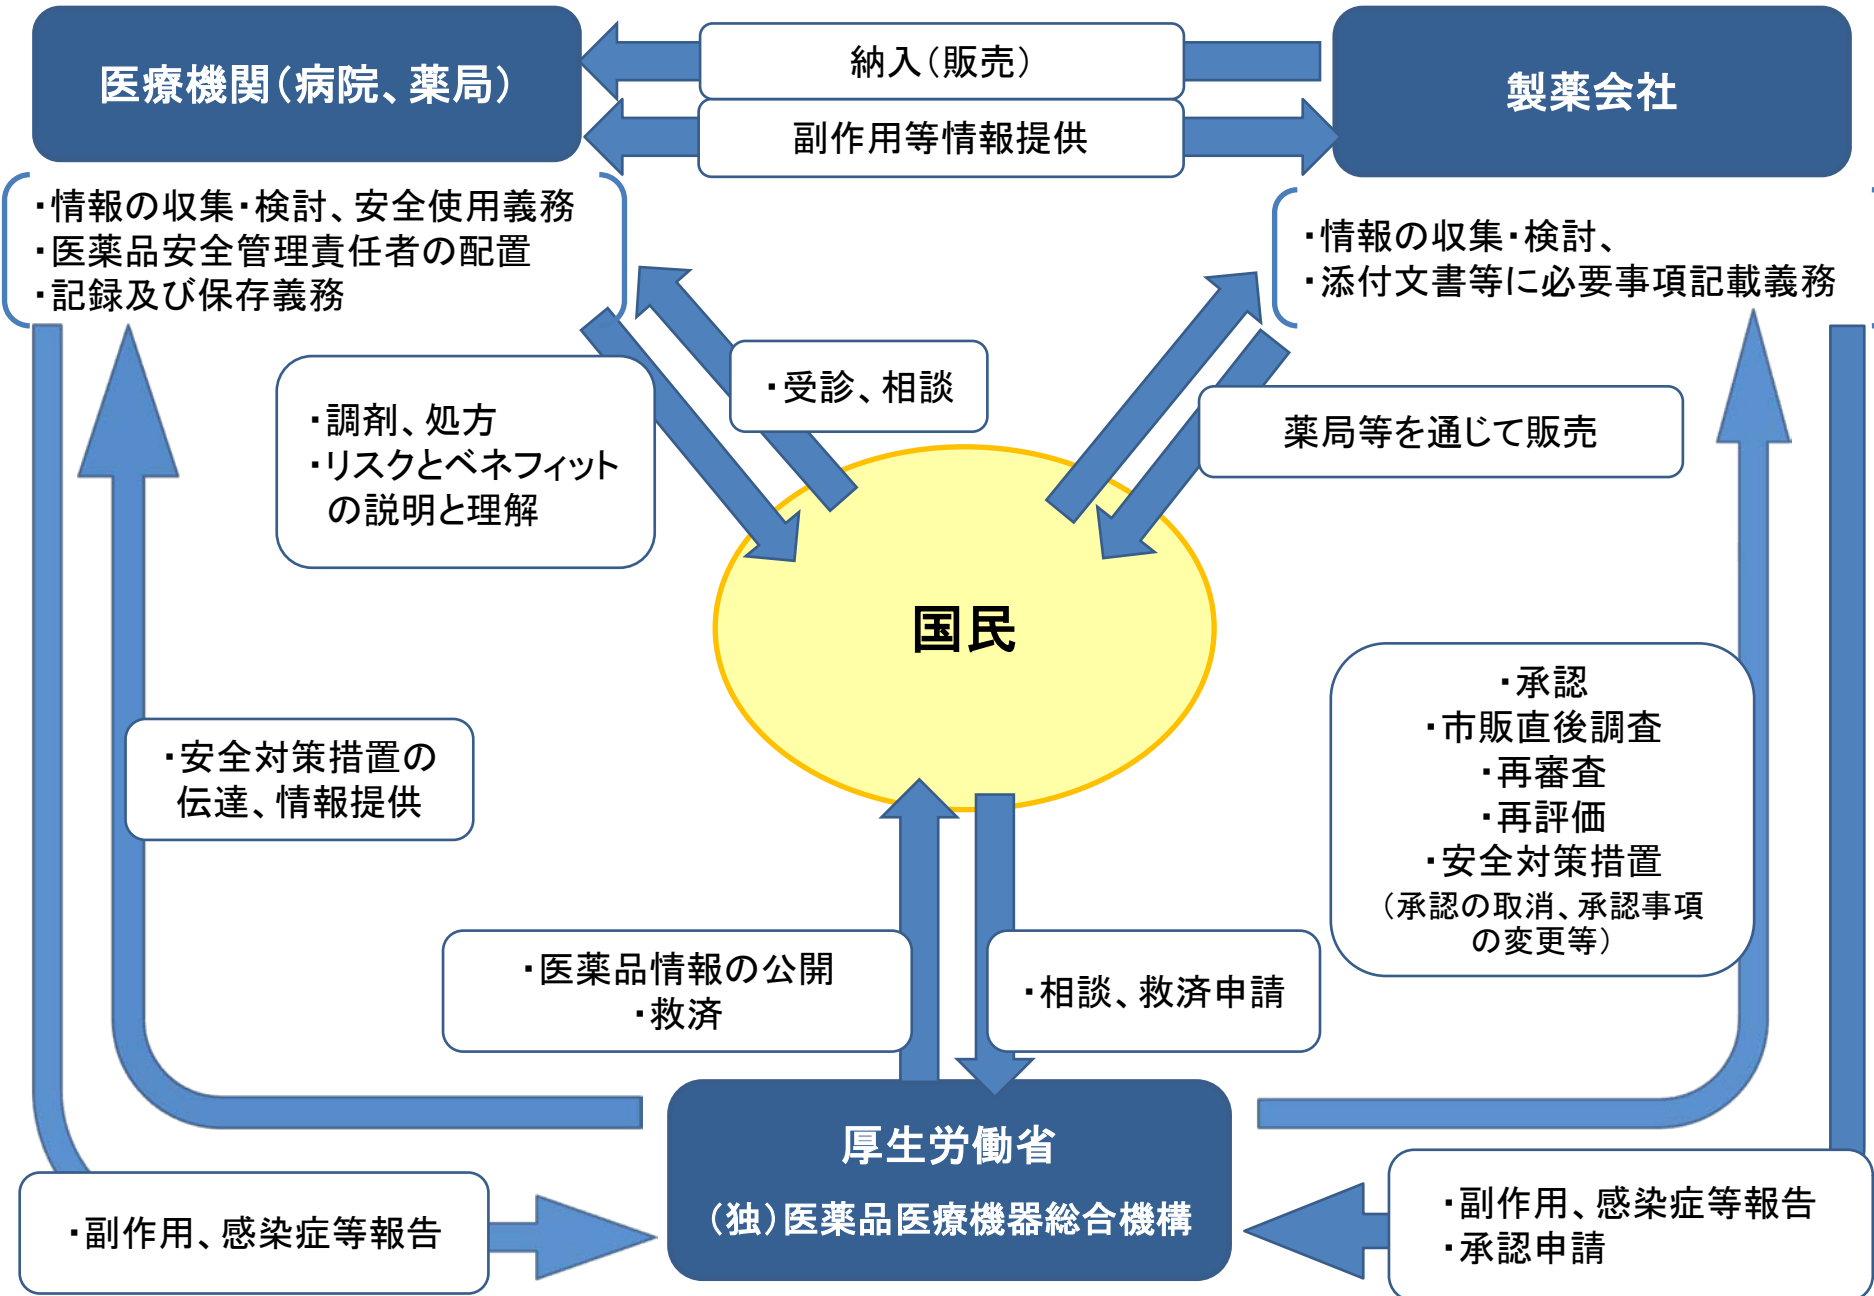 医療機関(病院、薬局)
納入(販売)
製薬会社
副作用等情報提供
・情報の収集・検討、安全使用義務
・医薬品安全管理責任者の配置
・記録及び保存義務
・情報の収集・検討、
・添付文書等に必要事項記載義務
・調剤、処方
・リスクとベネフィット
の説明と理解
・受診、相談
薬局等を通じて販売
国民
・安全対策措置の
伝達、情報提供
・承認
・市販直後調査
・再審査
・再評価
・安全対策措置
(承認の取消、承認事項
の変更等)
・医薬品情報の公開
・救済
・相談、救済申請
厚生労働省
(独)医薬品医療機器総合機構
・副作用、感染症等報告
・副作用、感染症等報告
・承認申請